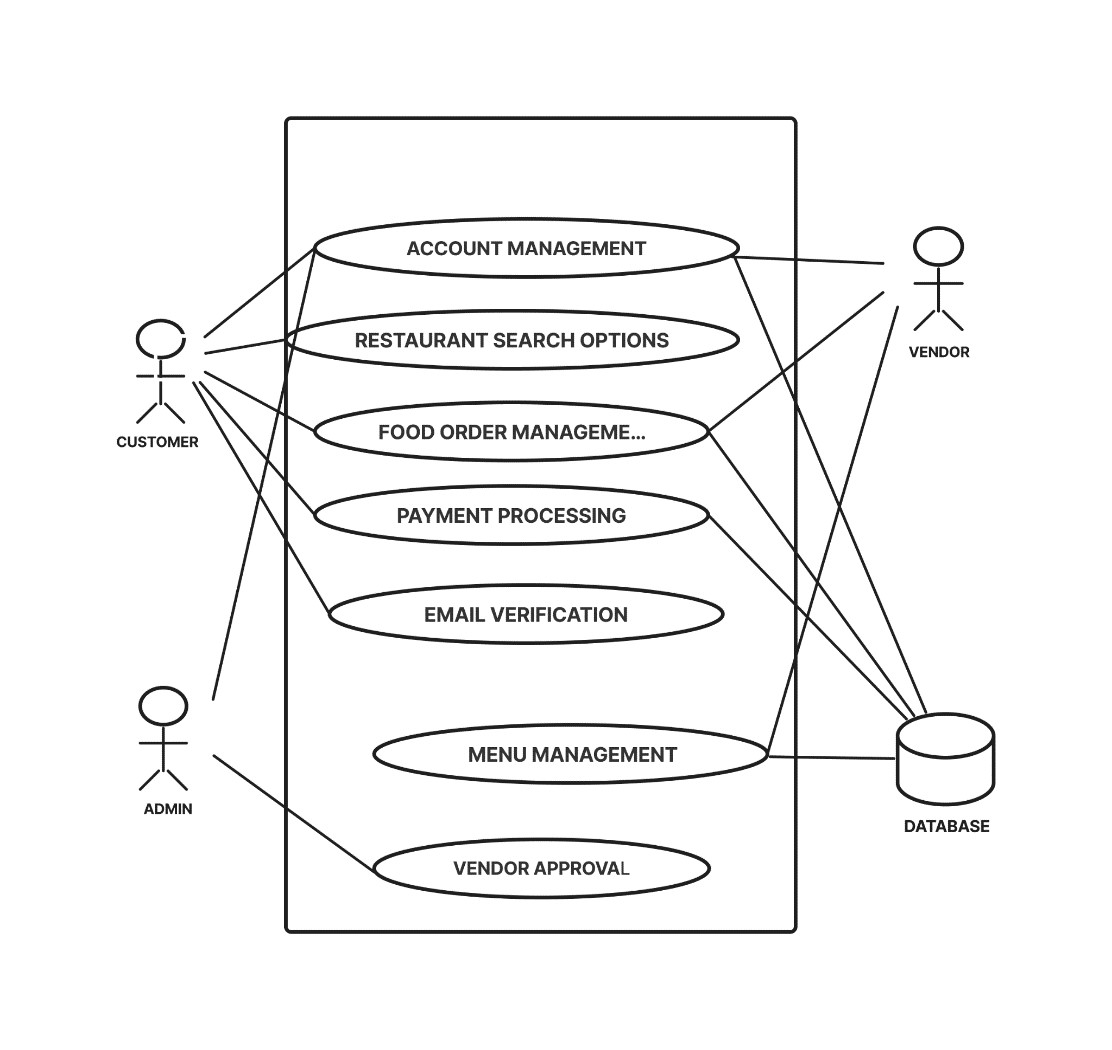 ACCOUNT MANAGEMENT
RESTAURANT SEARCH OPTIONS
VENDOR
FOOD ORDER MANAGEME...
CUSTOMER
PAYMENT PROCESSING
EMAIL VERIFICATION
MENU MANAGEMENT
ADMIN
DATABASE
VENDOR APPROVAL